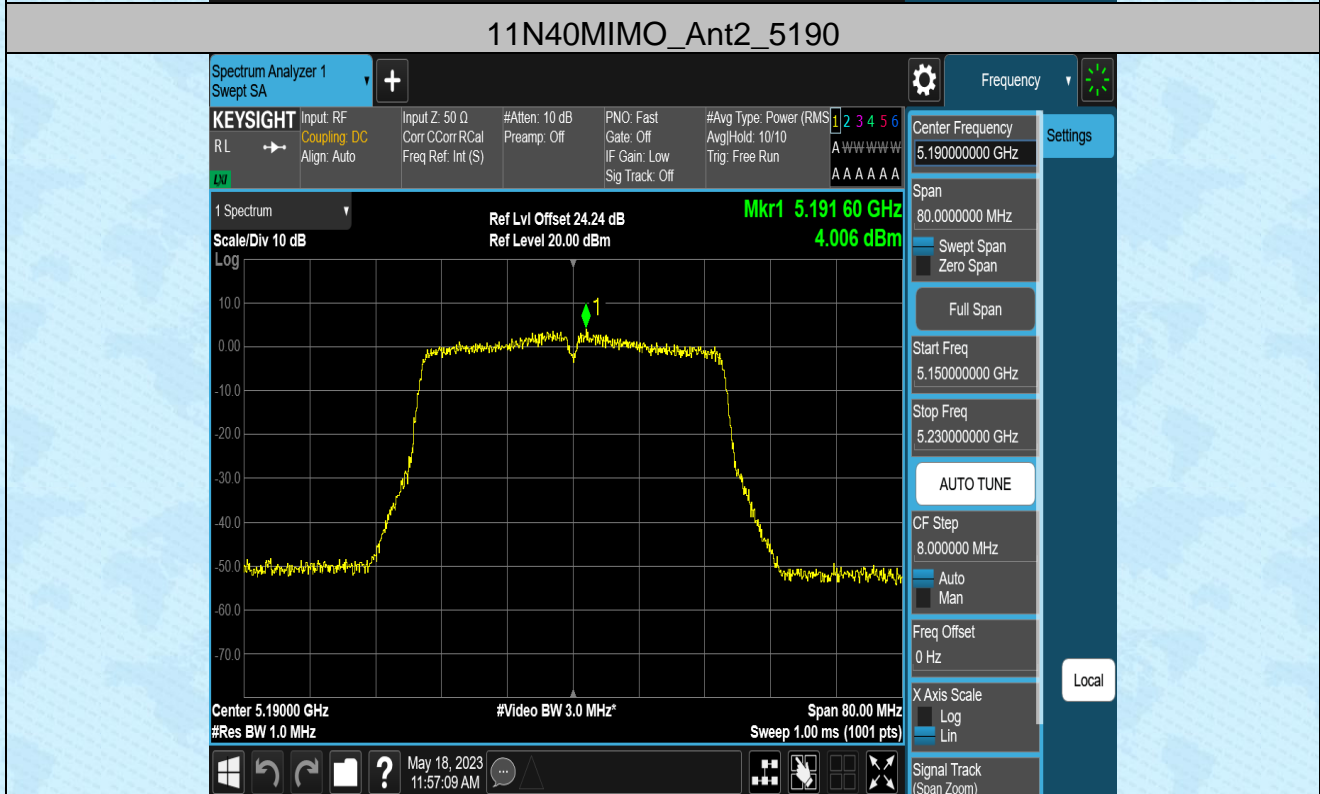 11N40MIMO_Ant2_5190
Spectrum Analyzer 1
Swept SA
Frequency
KEYSIGHT
R L
LXI
Input: RF
Coupling: DC
Align: Auto
Input Z: 50 Ω
Corr CCorr RCal
Freq Ref: Int (S)
#Atten: 10 dB
Preamp: Off
PNO: Fast
Gate: Off
IF Gain: Low
Sig Track: Off
#Avg Type: Power (RMS
Avg|Hold: 10/10
Trig: Free Run
1 2 3 4 5 6
A W W W W W
A A A A A A
1 Spectrum
Scale/Div 10 dB
Log
Ref Lvl Offset 24.24 dB
Ref Level 20.00 dBm
Mkr1 5.191 60 GHz
4.006 dBm
1
10.0
0.00
-10.0
-20.0
-30.0
-40.0
-50.0
-60.0
-70.0
Center 5.19000 GHz
#Res BW 1.0 MHz
#Video BW 3.0 MHz*
Span 80.00 MHz
Sweep 1.00 ms (1001 pts)
Center Frequency
5.190000000 GHz
Settings
Span
80.0000000 MHz
Swept Span
Zero Span
Full Span
Start Freq
5.150000000 GHz
Stop Freq
5.230000000 GHz
AUTO TUNE
CF Step
8.000000 MHz
Auto
Man
Freq Offset
0 Hz
X Axis Scale
Log
Lin
Local
Signal Track
(Span Zoom)
?
May 18, 2023
11:57:09 AM